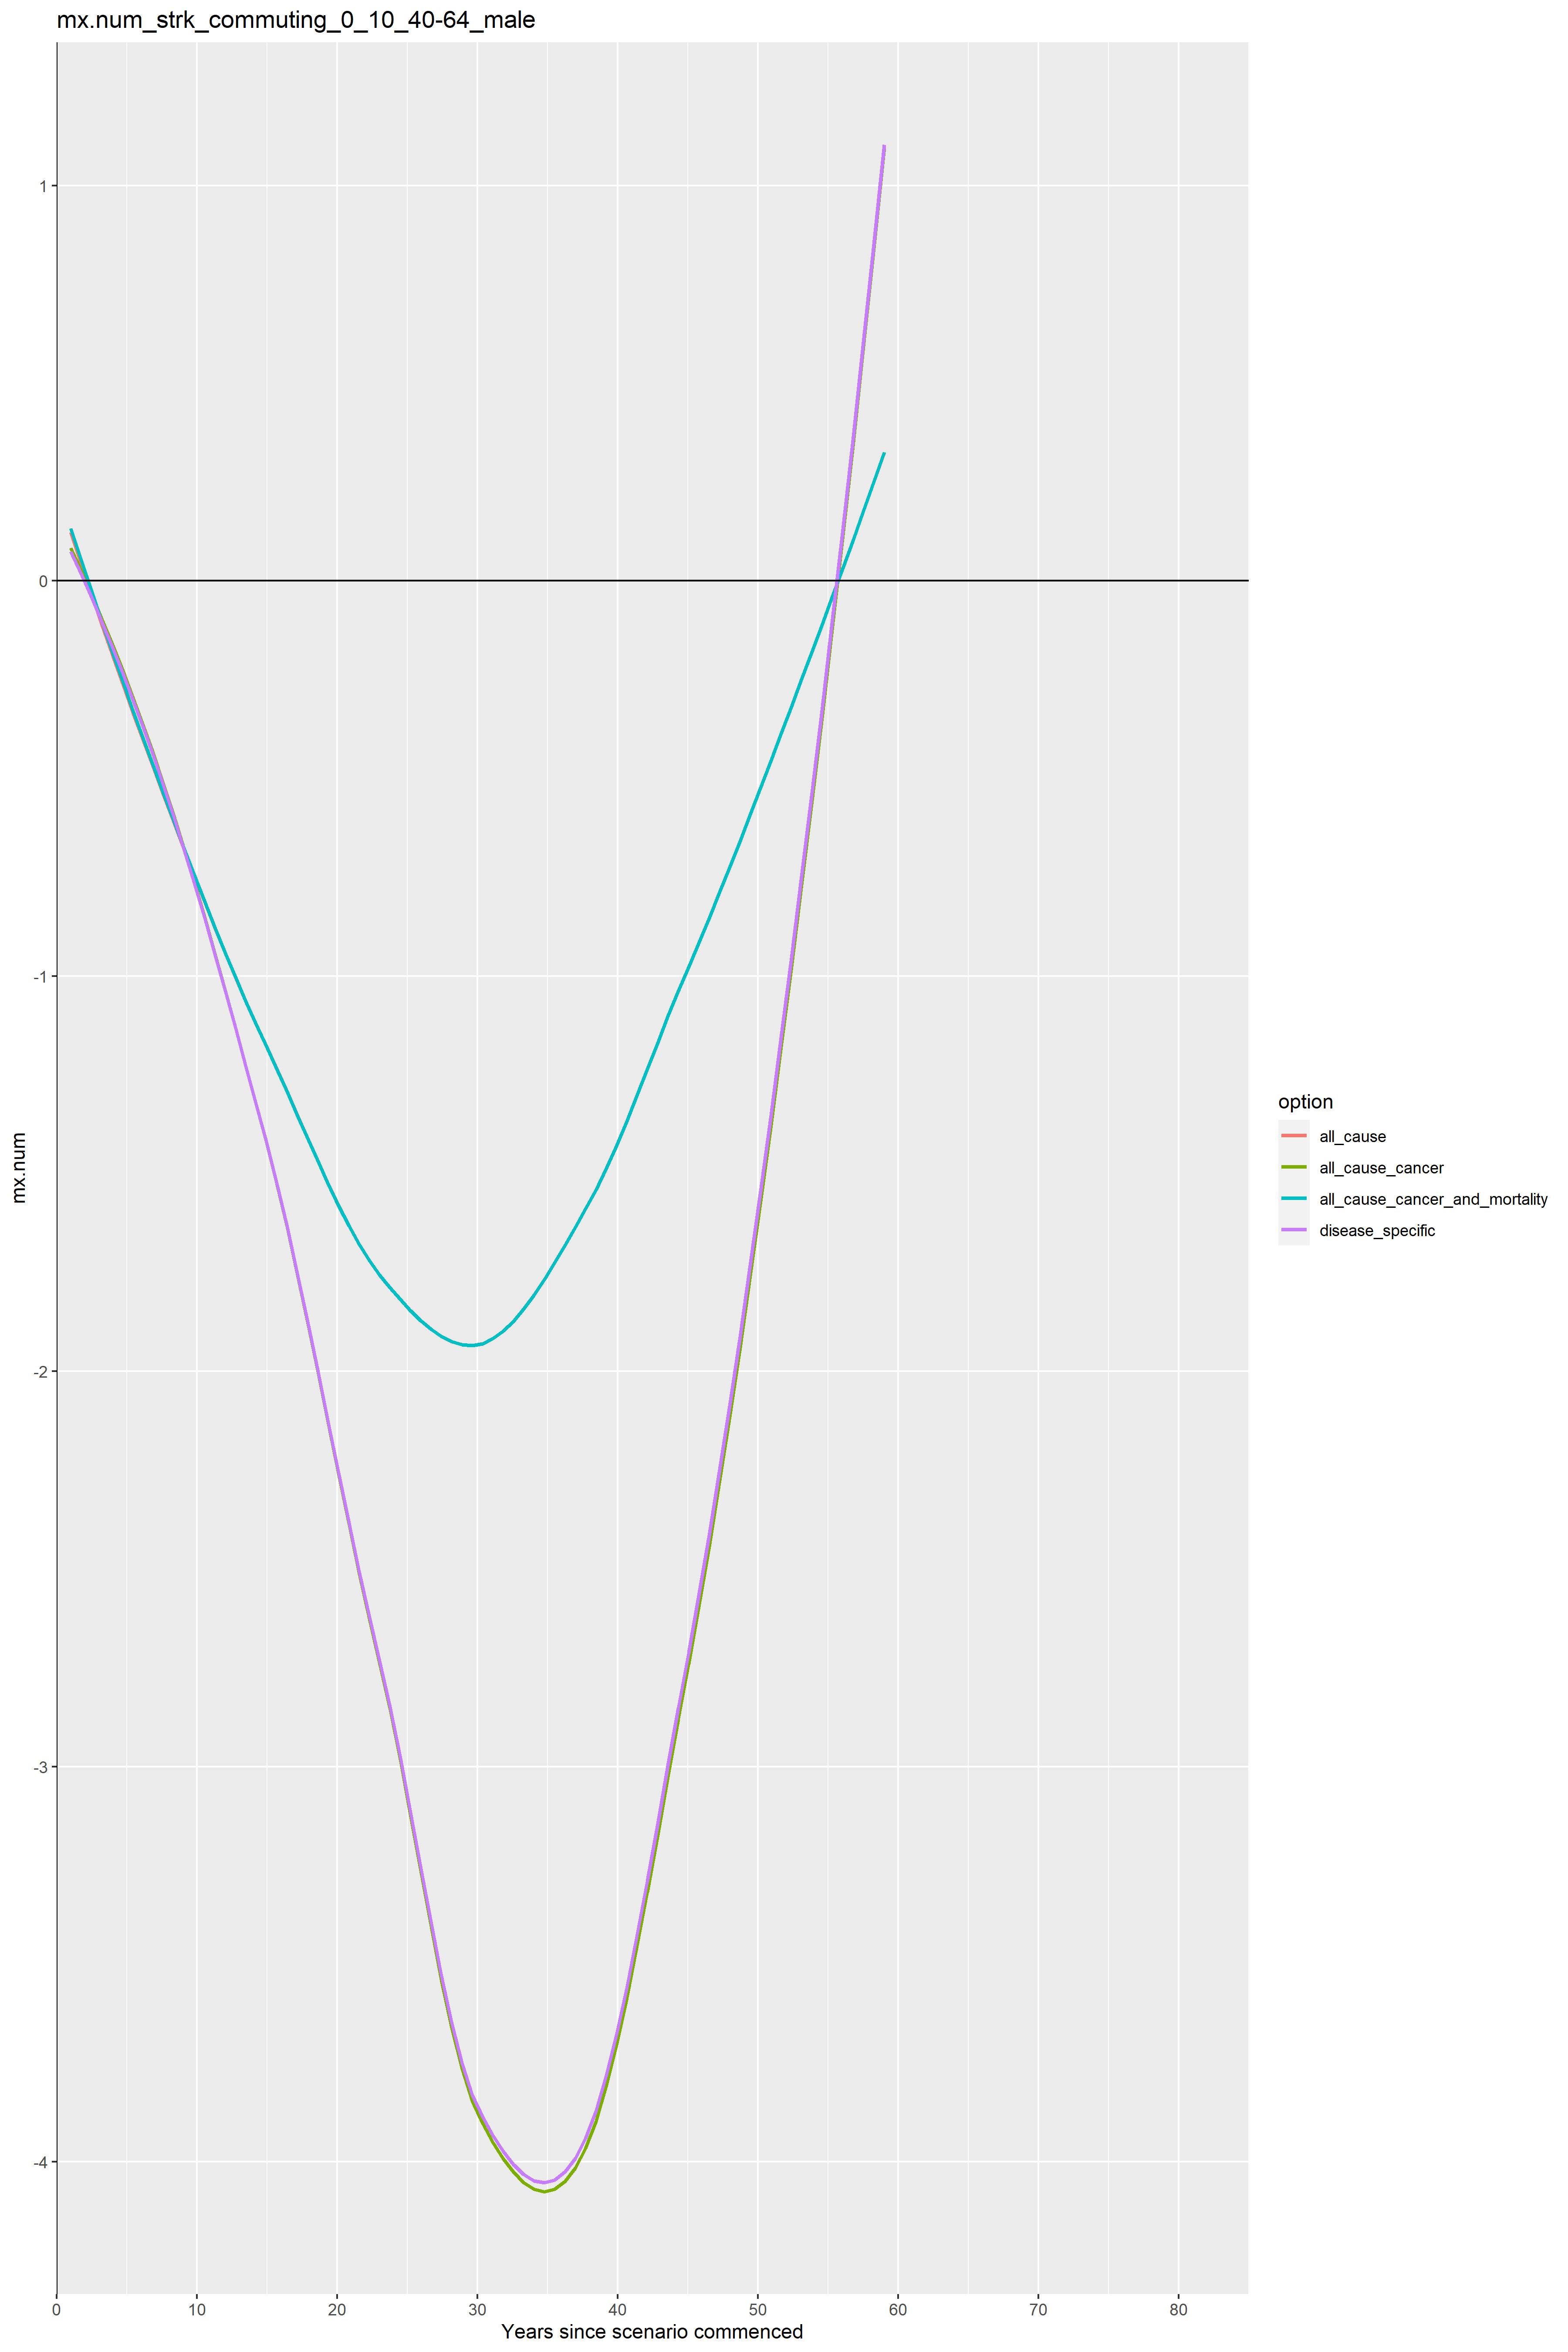 mx.num_strk_commuting_0_10_40-64_male
1
0
-1
-2
-3
-4
mx.num
0 10 20 30 40 50 60 70 80
Years since scenario commenced
option
all_cause
all_cause_cancer
all_cause_cancer_and_mortality
disease_specific